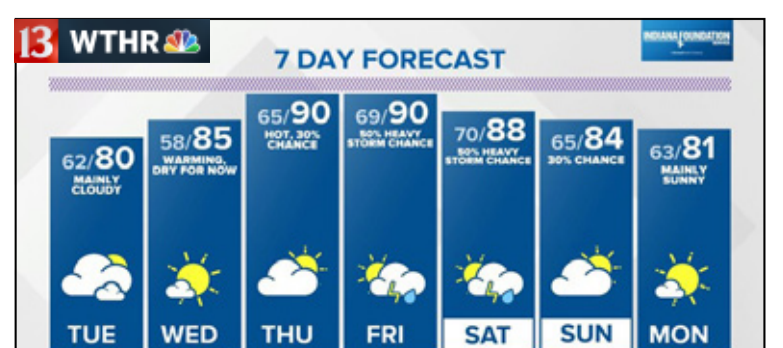 13 WTHR
INDIANA FOUNDATION
7 DAY FORECAST
62/80
MAINLY
CLOUDY
TUE
58/85
WARMING,
DRY FOR NOW
WED
65/90
HOT, 30%
CHANCE
THU
69/90
50% HEAVY
STORM CHANCE
FRI
70/88
50% HEAVY
STORM CHANCE
SAT
65/84
30% CHANCE
SUN
63/81
MAINLY
SUNNY
MON